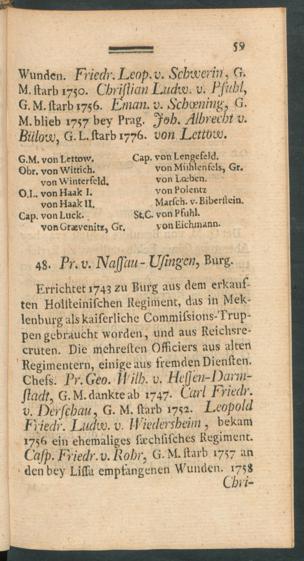 59
Wunden. Friedr. Leop. v. Schwerin, G.
M. starb 1750. Christian Ludw. v. Pfuhl,
G. M. starb 1756. Eman. v. Schœning, G.
M. blieb 1757 bey Prag. Joh. Albrecht v.
Bülow, G. L. starb 1776. von Lettow.
G.M. von Lettow.
Obr. von Wittich.
von Winterfeld.
O.L. von Haak I.
von Haak II.
Cap. von Luck.
von Grævenitz, Gr.
Cap. von Lengefeld.
von Mühlenfels, Gr.
von Lœben.
von Polentz
Marsch. v. Biberstein.
St.C. von Pfuhl.
von Eichmann.
48. Pr. v. Nassau-Usingen, Burg.
Errichtet 1743 zu Burg aus dem erkauf-
ten Holsteinischen Regiment, das in Mek-
lenburg als kaiserliche Commissions-Trup-
pen gebraucht worden, und aus Reichsre-
cruten. Die mehresten Officiers aus alten
Regimentern, einige aus fremden Diensten.
Chefs: Pr. Geo. Wilh. v. Hessen-Darm-
stadt, G. M. dankte ab 1747. Carl Friedr.
v. Derschau, G. M. starb 1752. Leopold
Friedr. Ludw. v. Wiedersheim, bekam
1756 ein ehemaliges sæchsisches Regiment.
Casp. Friedr. v. Rohr, G. M. starb 1757 an
den bey Lissa empfangenen Wunden. 1758
Chri-